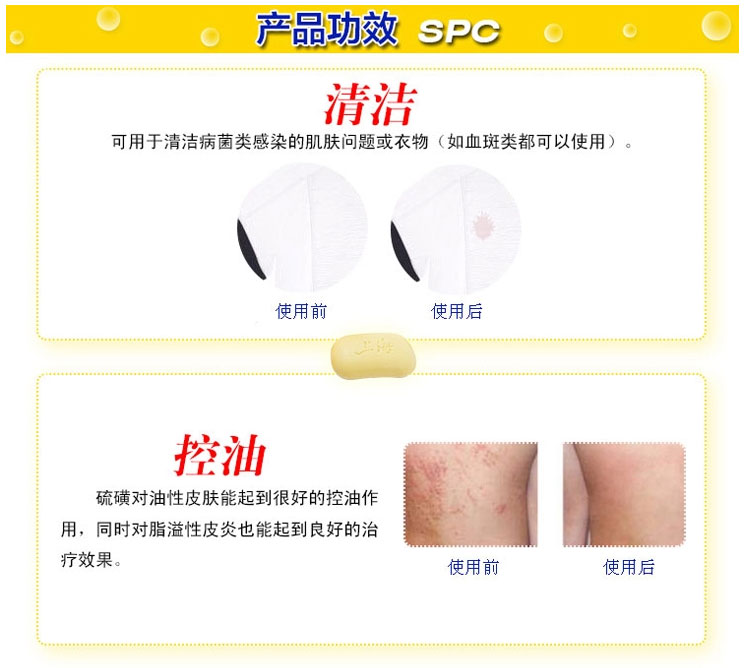 产品功效 SPC
清洁
可用于清洁病菌类感染的肌肤问题或衣物（如血斑类都可以使用）。
使用前
使用后
上海
控油
硫磺对油性皮肤能起到很好的控油作
用，同时对脂溢性皮炎也能起到良好的治
疗效果。
使用前
使用后